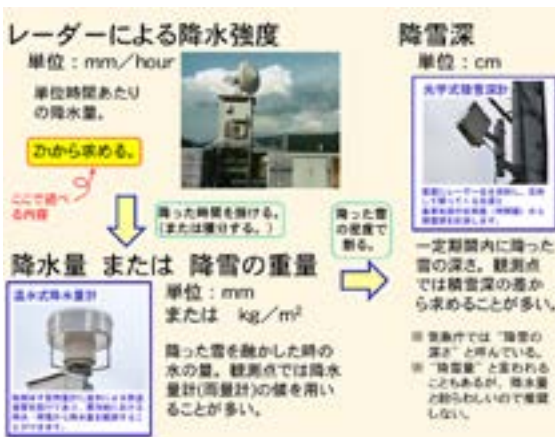 レーダーによる降水強度
単位：mm／hour
単位時間あたり
の降水量。
Zhから求める。
ここで述べ
る内容
降った時間を掛ける。
(または積分する。)
降水量 または 降雪の重量
単位：mm
または kg／m²
降った雪を融かした時の
水の量。観測点では降水
量計(雨量計)の値を用い
ることが多い。
温水式降水量計
降った雪
の密度で
割る。
降雪深
単位：cm
光学式積雪深計
一定期間内に降った
雪の深さ。観測点
では積雪深の差か
ら求めることが多い。
※ 気象庁では “降雪の
深さ” と呼んでいる。
※ “降雪量” と言われる
こともあるが、降水量
と紛らわしいので推奨
しない。